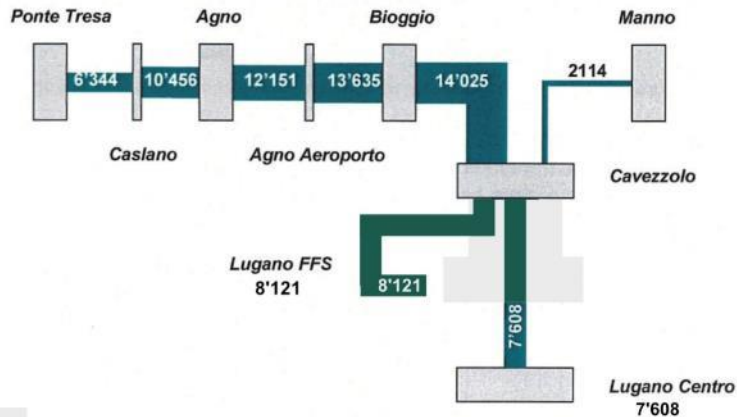 Ponte Tresa
Agno
Bioggio
Manno
6'344
10'456
12'151
13'635
14'025
2114
Caslano
Agno Aeroporto
Cavezzolo
Lugano FFS
8'121
8'121
7'608
Lugano Centro
7'608